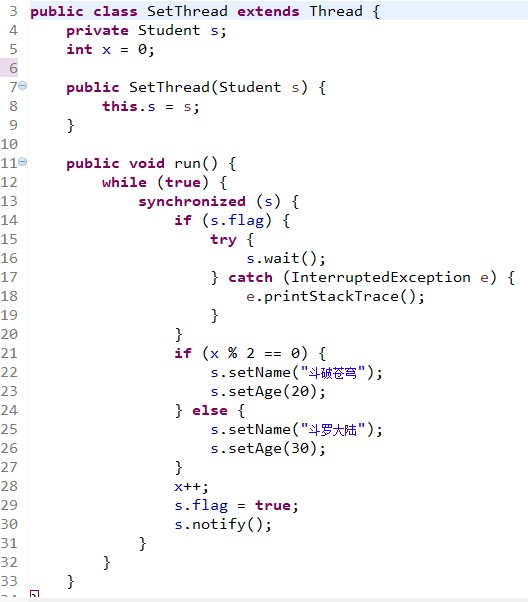 3 public class SetThread extends Thread {
4 private Student s;
5 int x = 0;
6
7 public SetThread(Student s) {
8 this.s = s;
9 }
10
11 public void run() {
12 while (true) {
13 synchronized (s) {
14 if (s.flag) {
15 try {
16 s.wait();
17 } catch (InterruptedException e) {
18 e.printStackTrace();
19 }
20 }
21 if (x % 2 == 0) {
22 s.setName("斗破苍穹");
23 s.setAge(20);
24 } else {
25 s.setName("斗罗大陆");
26 s.setAge(30);
27 }
28 x++;
29 s.flag = true;
30 s.notify();
31 }
32 }
33 }
34 }